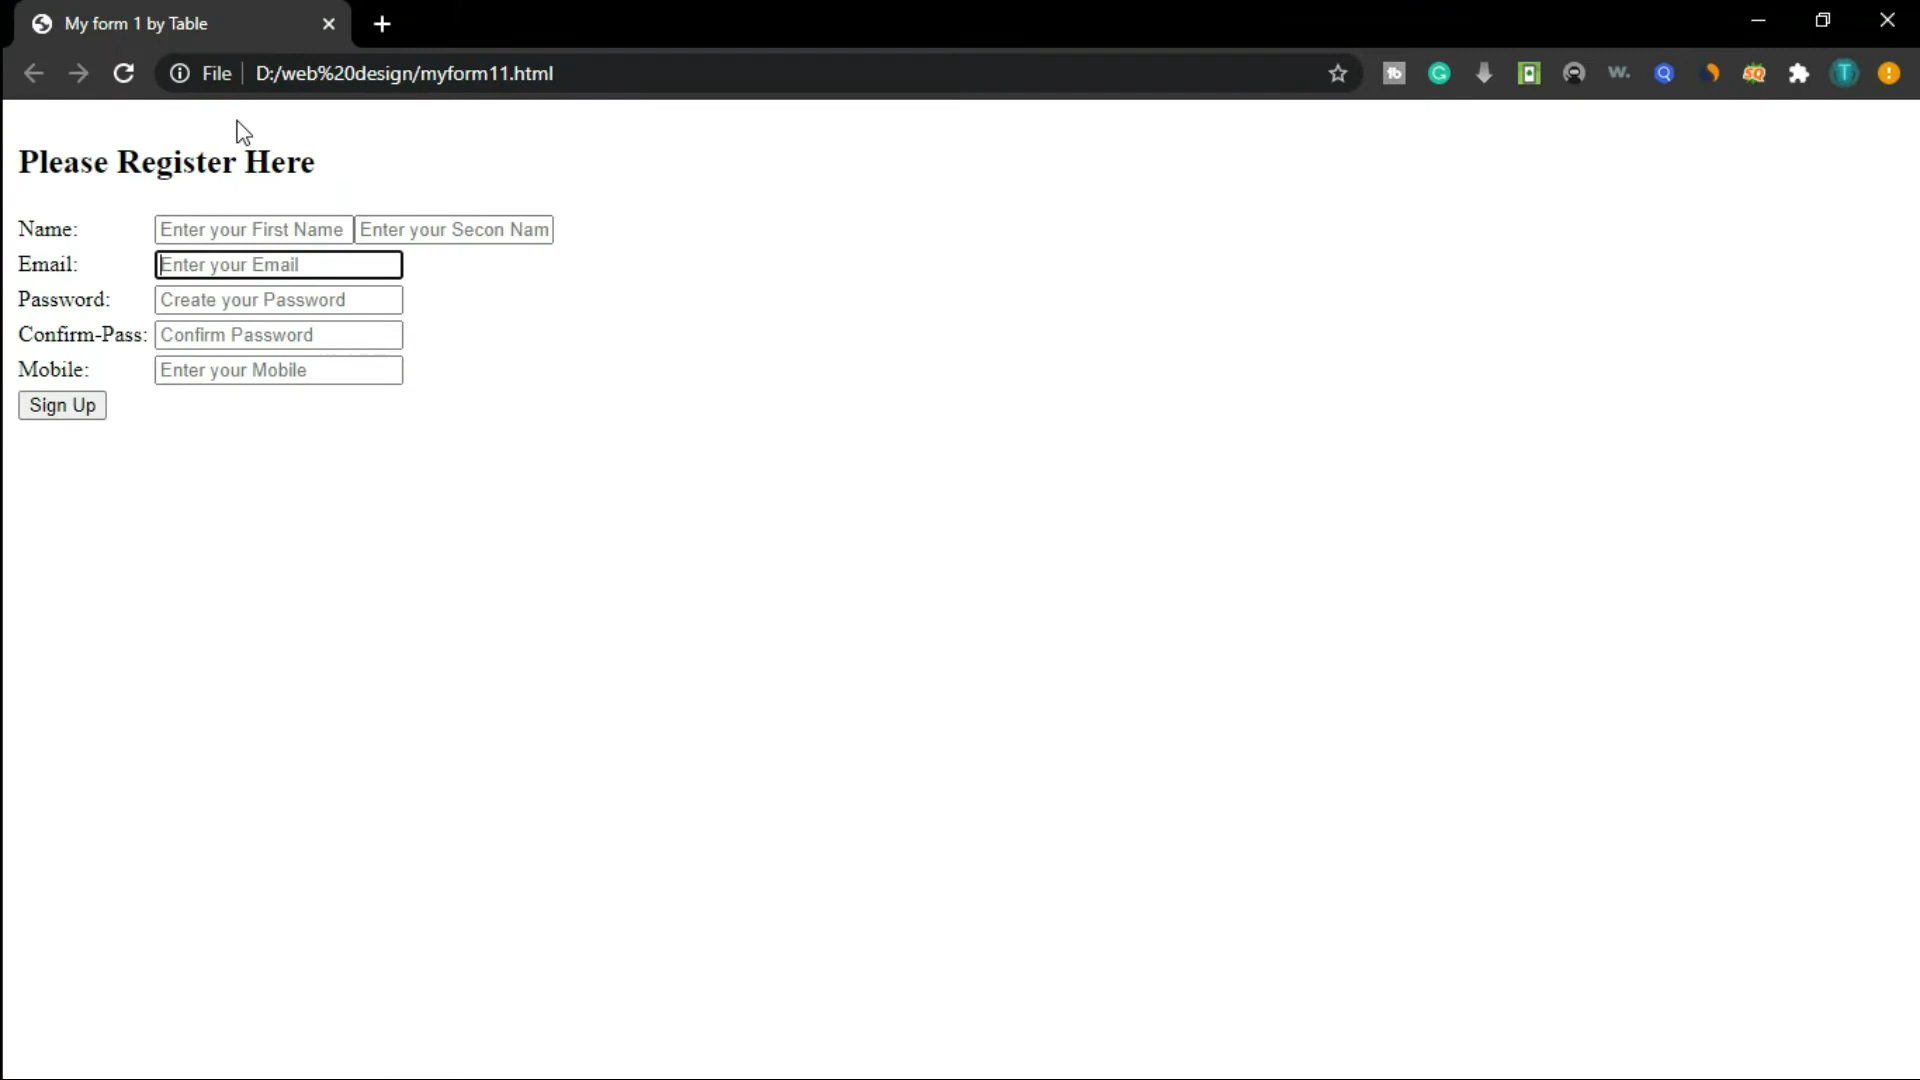 My form 1 by Table
File D:/web%20design/myform11.html
tb G w. Q SQ T !
Please Register Here
Name: Enter your First Name Enter your Secon Nam
Email: Enter your Email
Password: Create your Password
Confirm-Pass: Confirm Password
Mobile: Enter your Mobile
Sign Up